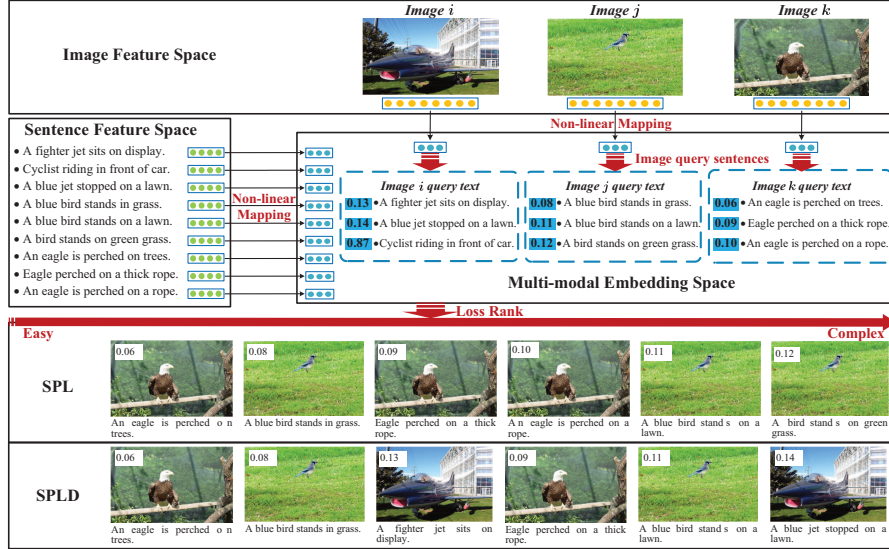 Image i
Image j
Image k
Image Feature Space
Non-linear Mapping
Sentence Feature Space
• A fighter jet sits on display.
• Cyclist riding in front of car.
• A blue jet stopped on a lawn.
• A blue bird stands in grass.
• A blue bird stands on a lawn.
• A bird stands on green grass.
• An eagle is perched on trees.
• Eagle perched on a thick rope.
• An eagle is perched on a rope.
Non-linear
Mapping
Image query sentences
Image i query text
0.13 •A fighter jet sits on display.
0.14 •A blue jet stopped on a lawn.
0.87 •Cyclist riding in front of car.
Image j query text
0.08 • A blue bird stands in grass.
0.11 • A blue bird stands on a lawn.
0.12 • A bird stands on green grass.
Image k query text
0.06 • An eagle is perched on trees.
0.09 • Eagle perched on a thick rope.
0.10 • An eagle is perched on a rope.
Multi-modal Embedding Space
Loss Rank
Easy
Complex
SPL
0.06
0.08
0.09
0.10
0.11
0.12
An eagle is perched o n
trees.
A blue bird stands in grass.
Eagle perched on a thick
rope.
A n eagle is perched on a
rope.
A blue bird stand s on a
lawn.
A bird stand s on green
grass.
SPLD
0.06
0.08
0.13
0.09
0.11
0.14
An eagle is perched on
trees.
A blue bird stands in grass.
A fighter jet sits on
display.
Eagle perched on a thick
rope.
A blue bird stand s on a
lawn.
A blue jet stopped on a
lawn.